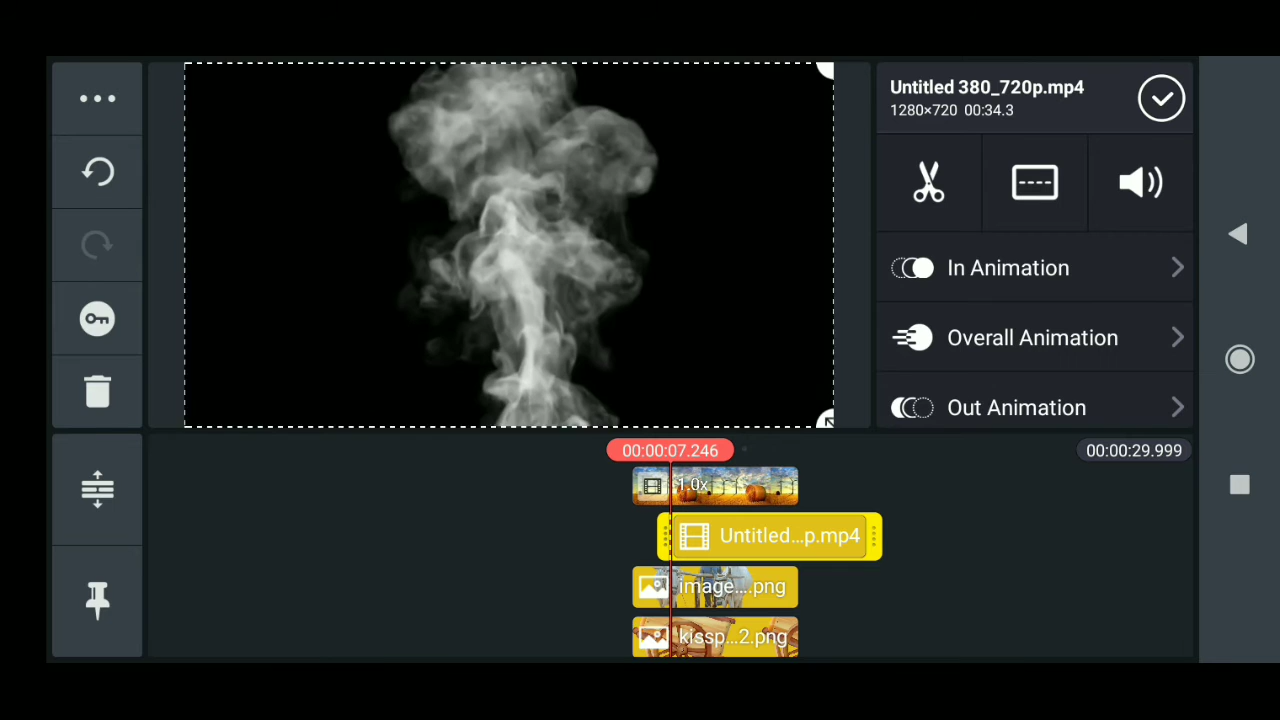 Untitled 380_720p.mp4
1280×720 00:34.3
In Animation
Overall Animation
Out Animation
00:00:07.246
00:00:29.999
1.0x
Untitled...p.mp4
image....png
kissp...2.png